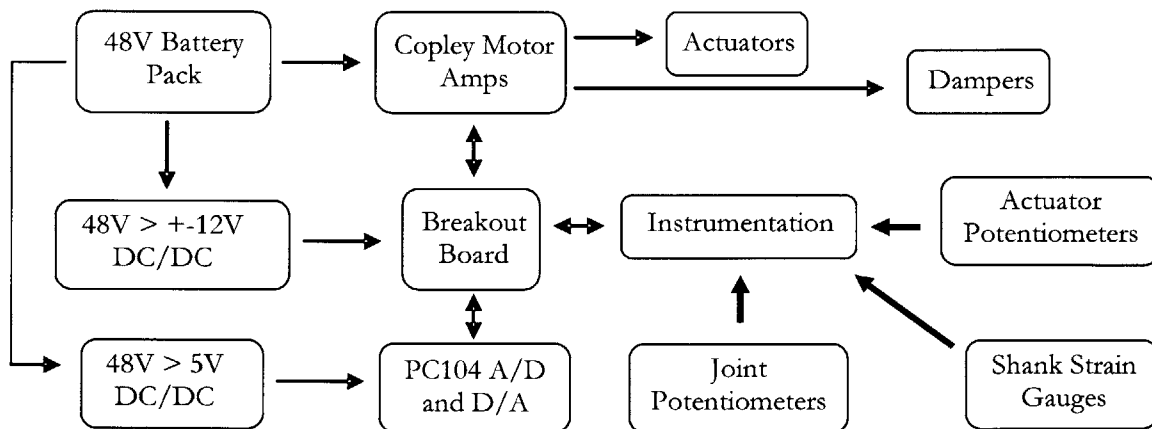 48V Battery
Pack
Copley Motor
Amps
Actuators
Dampers
48V > +-12V
DC/DC
Breakout
Board
Instrumentation
Actuator
Potentiometers
48V > 5V
DC/DC
PC104 A/D
and D/A
Joint
Potentiometers
Shank Strain
Gauges